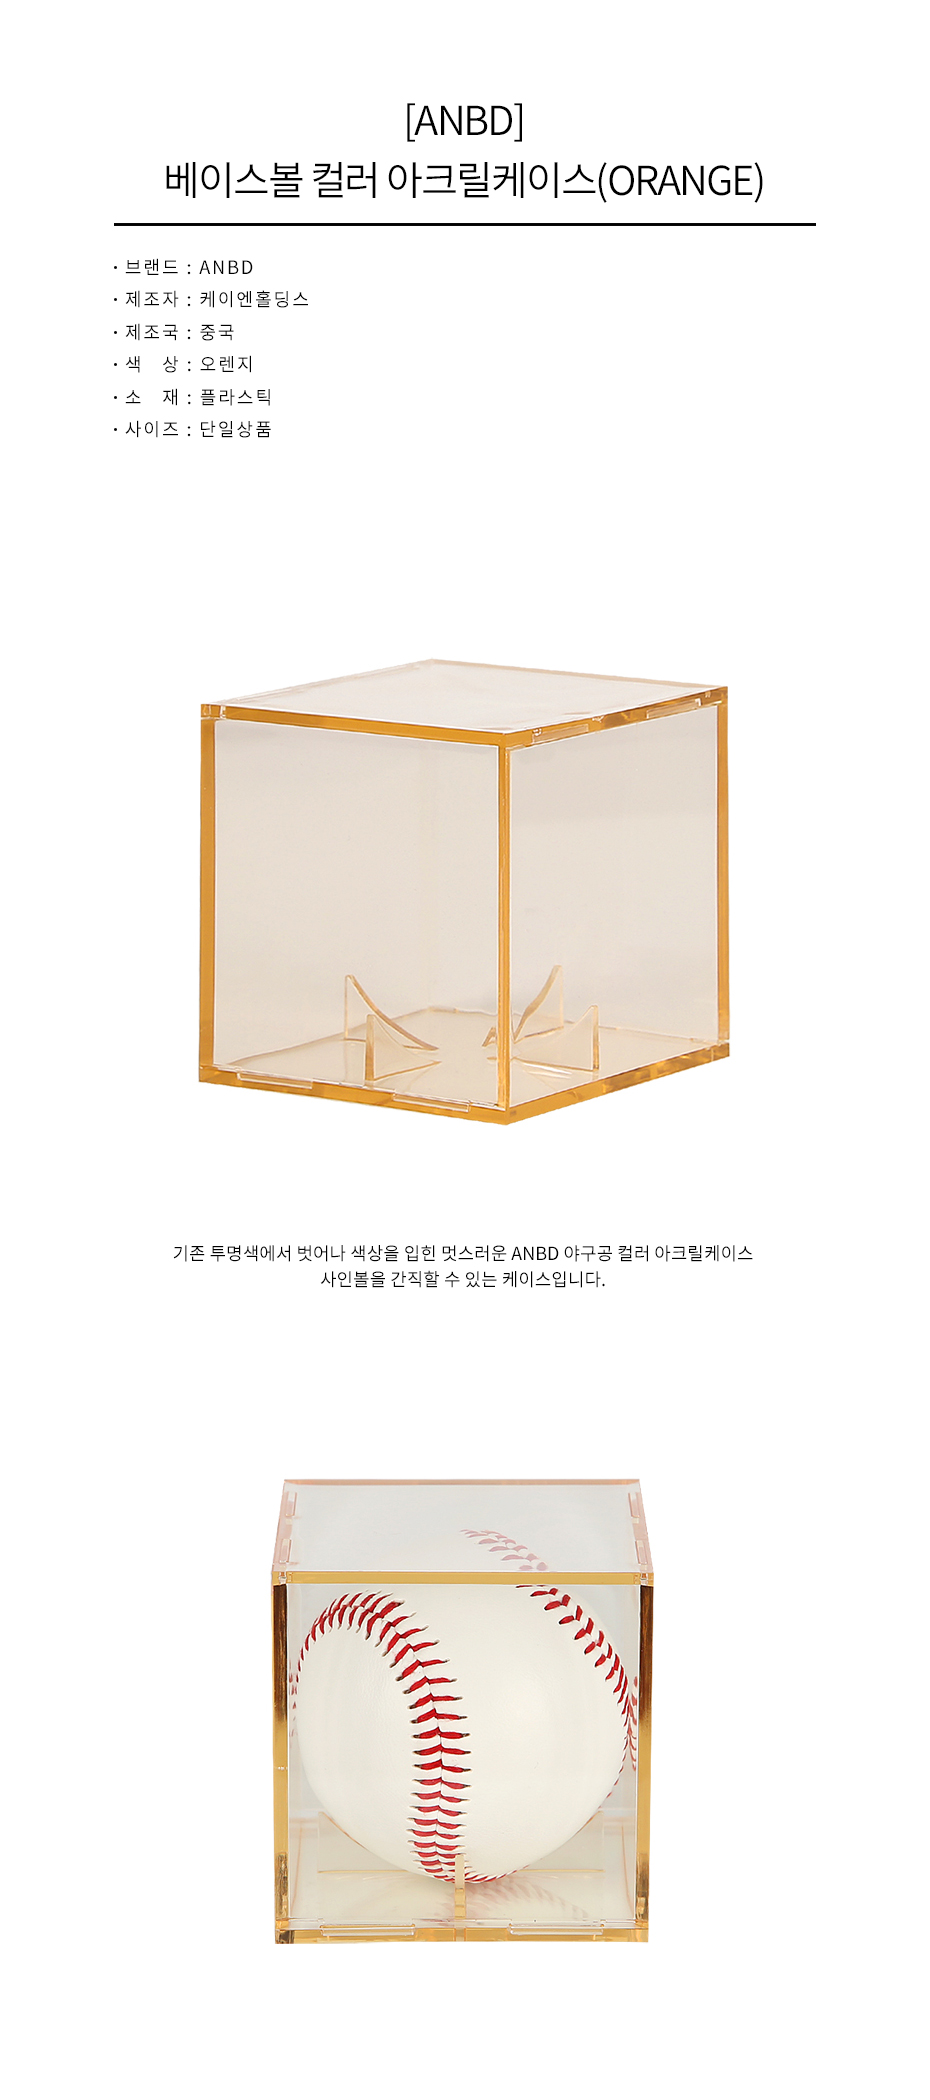 [ANBD]
베이스볼 컬러 아크릴케이스(ORANGE)
· 브랜드 : ANBD
· 제조자 : 케이엔홀딩스
· 제조국 : 중국
· 색 상 : 오렌지
· 소 재 : 플라스틱
· 사이즈 : 단일상품
기존 투명색에서 벗어나 색상을 입힌 멋스러운 ANBD 야구공 컬러 아크릴케이스
사인볼을 간직할 수 있는 케이스입니다.